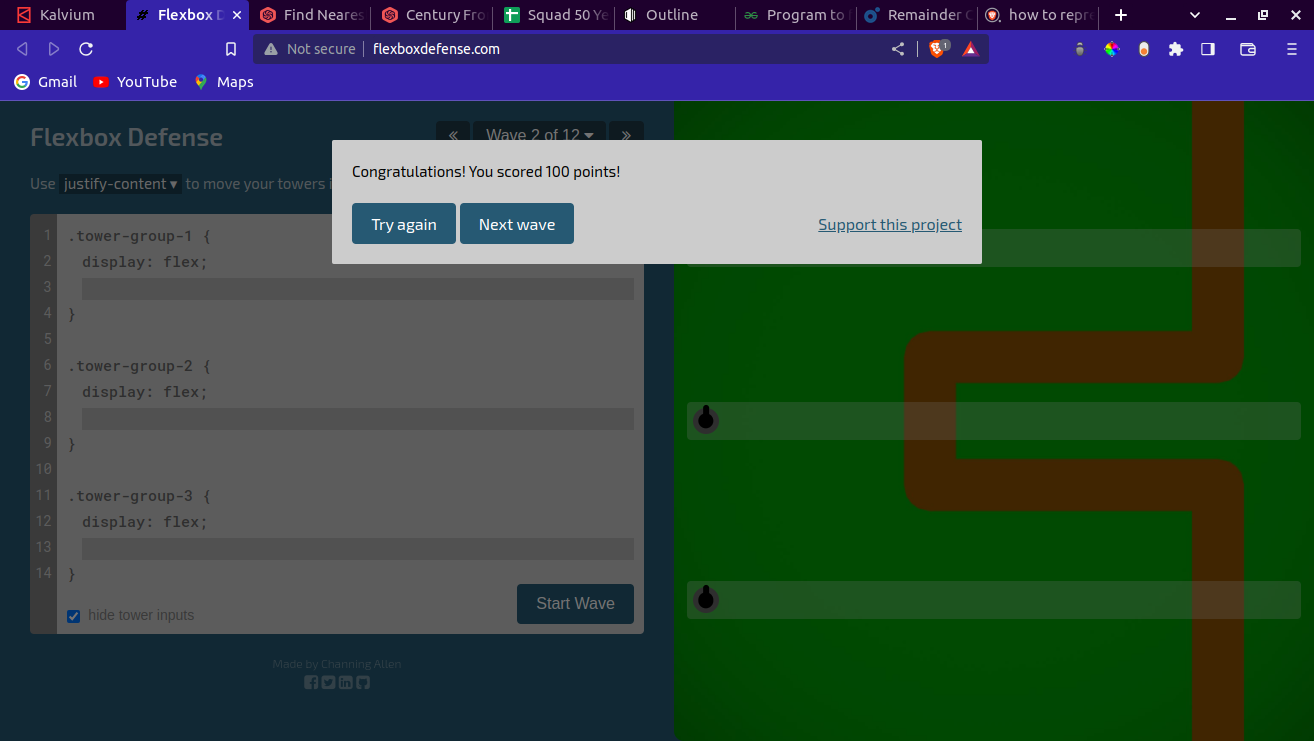 Kalvium
Flexbox D
Find Neares
Century Fro
Squad 50 Ye
Outline
Program to
Remainder C
how to repre
Not secure
flexboxdefense.com
1
Gmail
YouTube
Maps
Flexbox Defense
« Wave 2 of 12 »
Use justify-content ▾ to move your towers i
Congratulations! You scored 100 points!
Try again
Next wave
Support this project
1 .tower-group-1 {
2 display: flex;
3
4 }
5
6 .tower-group-2 {
7 display: flex;
8
9 }
10
11 .tower-group-3 {
12 display: flex;
13
14 }
hide tower inputs
Start Wave
Made by Channing Allen